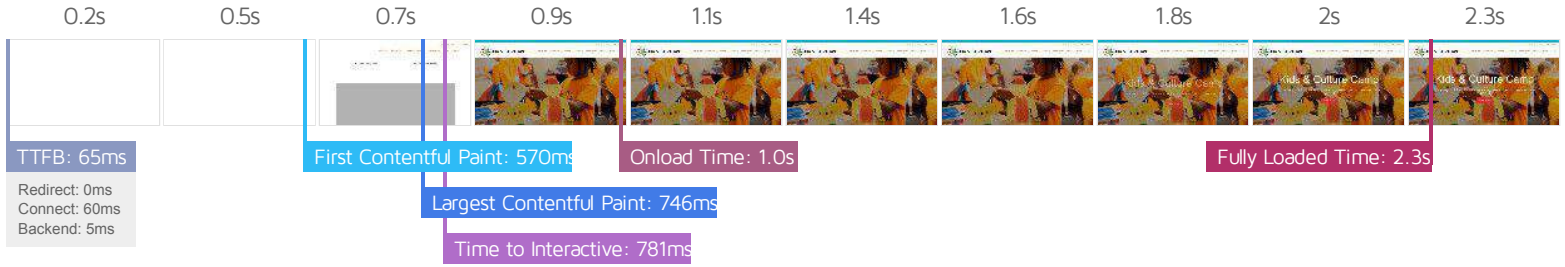 0.2s 0.5s 0.7s 0.9s 1.1s 1.4s 1.6s 1.8s 2s 2.3s
Kids & Culture Camp Kids & Culture Camp Kids & Culture Camp
TTFB: 65ms First Contentful Paint: 570ms Onload Time: 1.0s Fully Loaded Time: 2.3s
Redirect: 0ms
Connect: 60ms
Backend: 5ms
Largest Contentful Paint: 746ms
Time to Interactive: 781ms